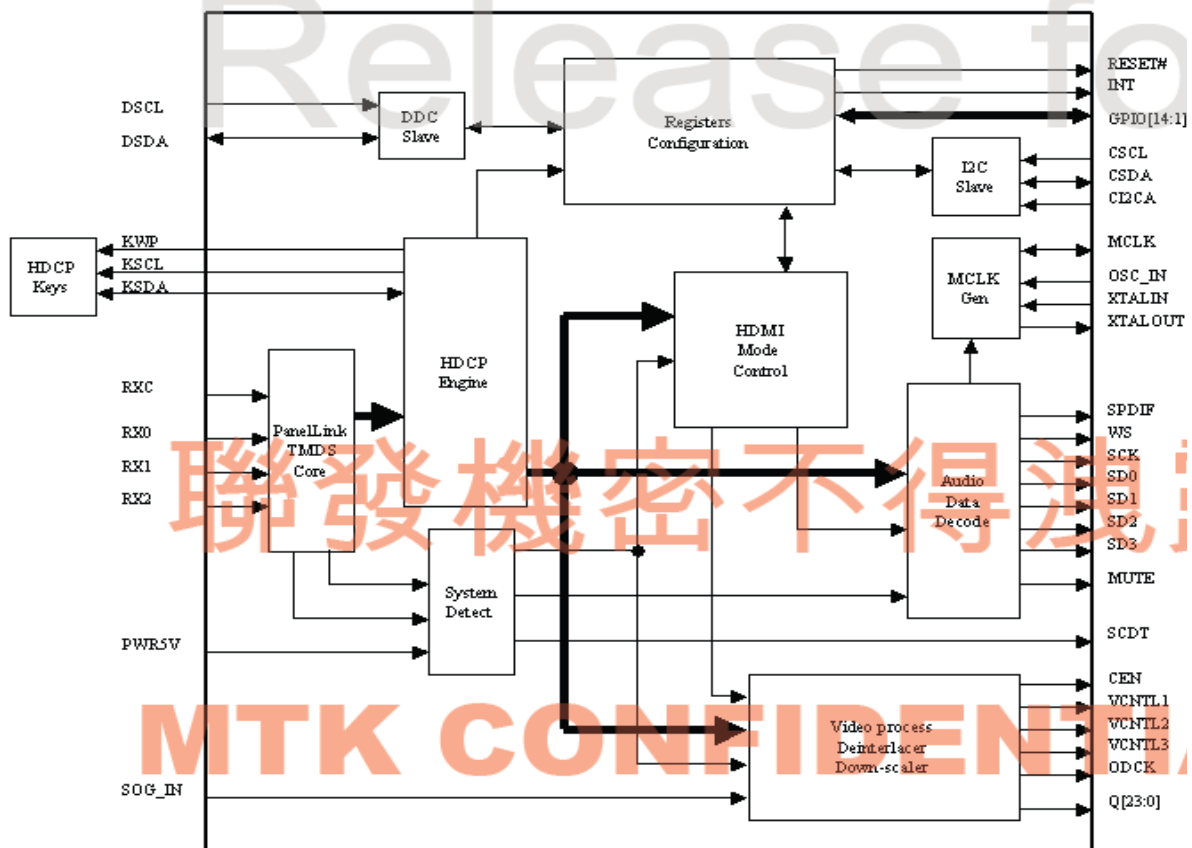 Release fo
DSCL
DSDA
DDC
Slave
Registers
Configuration
RESET#
INT
GPIO[14:1]
I2C
Slave
CSCL
CSDA
CI2CA
HDCP
Keys
KWP
KSCL
KSDA
HDCP
Engine
HDMI
Mode
Control
MCLK
Gen
MCLK
OSC_IN
XTALIN
XTALOUT
RXC
RX0
RX1
RX2
PanelLink
TMDS
Core
Audio
Data
Decode
SPDIF
WS
SCK
SD0
SD1
SD2
SD3
MUTE
聯發機密不得洩
System
Detect
PWR5V
SCDT
Video process
Deinterlacer
Down-scaler
CEN
VCNTL1
VCNTL2
VCNTL3
ODCK
Q[23:0]
MTK CONFIDENTIA
SOG_IN